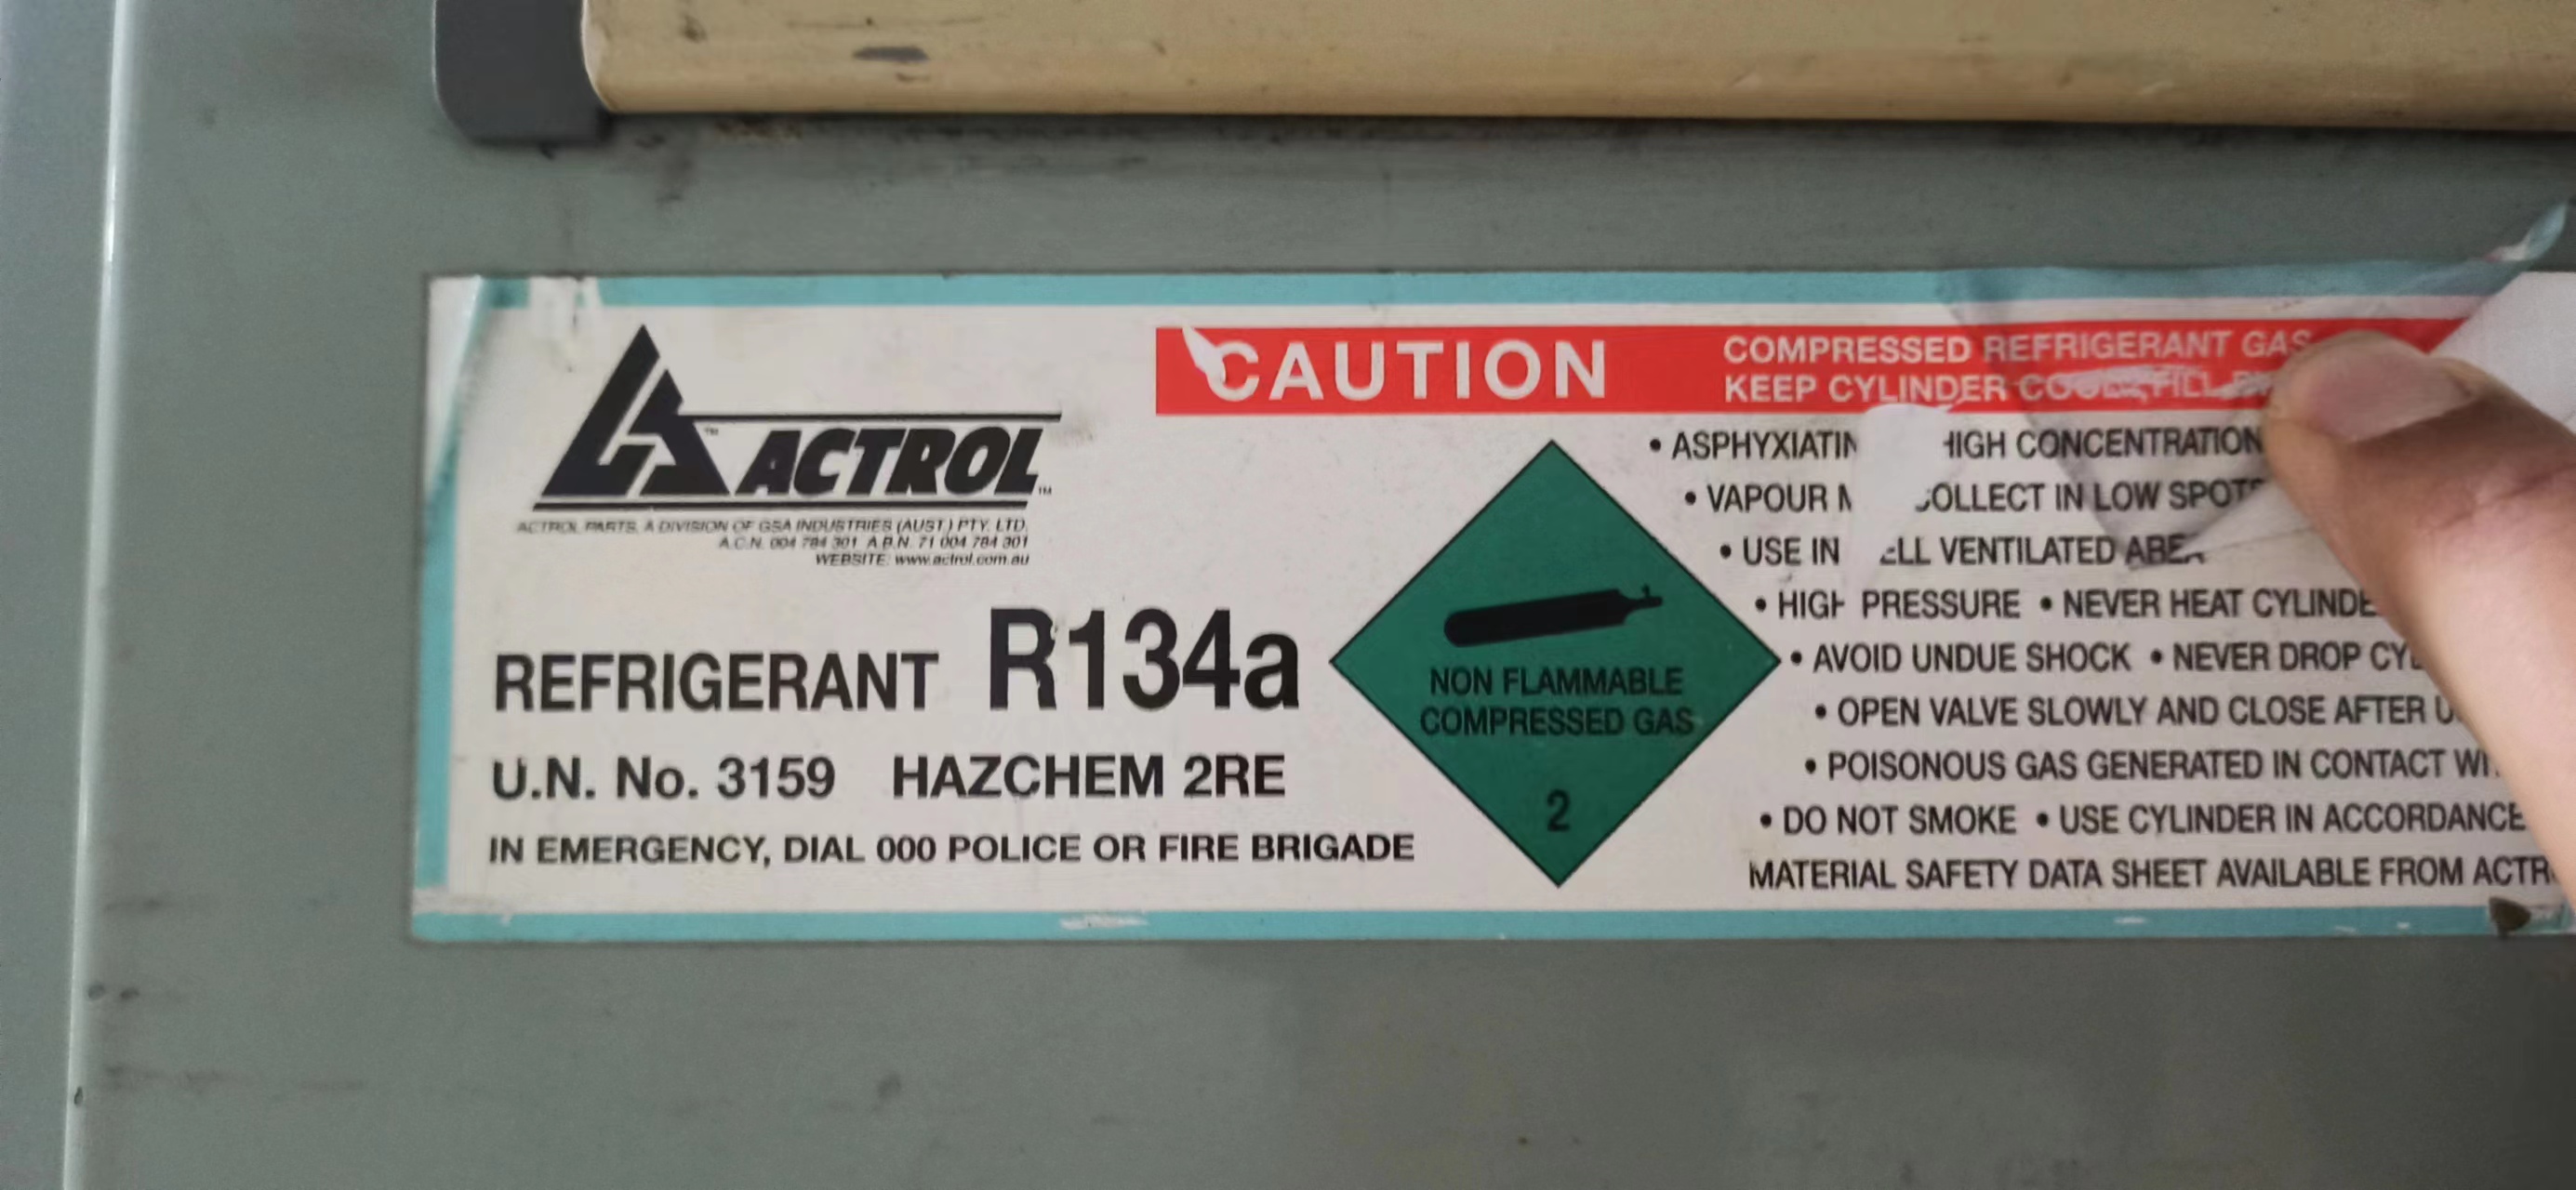 ACTROL™
ACTROL PARTS, A DIVISION OF GSA INDUSTRIES (AUST.) PTY. LTD.
A.C.N. 004 784 301 A.B.N. 71 004 784 301
WEBSITE: www.actrol.com.au
REFRIGERANT R134a
U.N. No. 3159 HAZCHEM 2RE
IN EMERGENCY, DIAL 000 POLICE OR FIRE BRIGADE
CAUTION
COMPRESSED REFRIGERANT GAS
KEEP CYLINDER
NON FLAMMABLE
COMPRESSED GAS
2
• HIGH CONCENTRATION
• VAPOUR COLLECT IN LOW SPOTS
• USE IN VENTILATED
• HIGH PRESSURE • NEVER HEAT
• AVOID UNDUE SHOCK • NEVER DROP
• OPEN VALVE SLOWLY AND CLOSE AFTER
• POISONOUS GAS GENERATED IN CONTACT
• DO NOT SMOKE • USE CYLINDER IN ACCORDANCE
MATERIAL SAFETY DATA SHEET AVAILABLE FROM